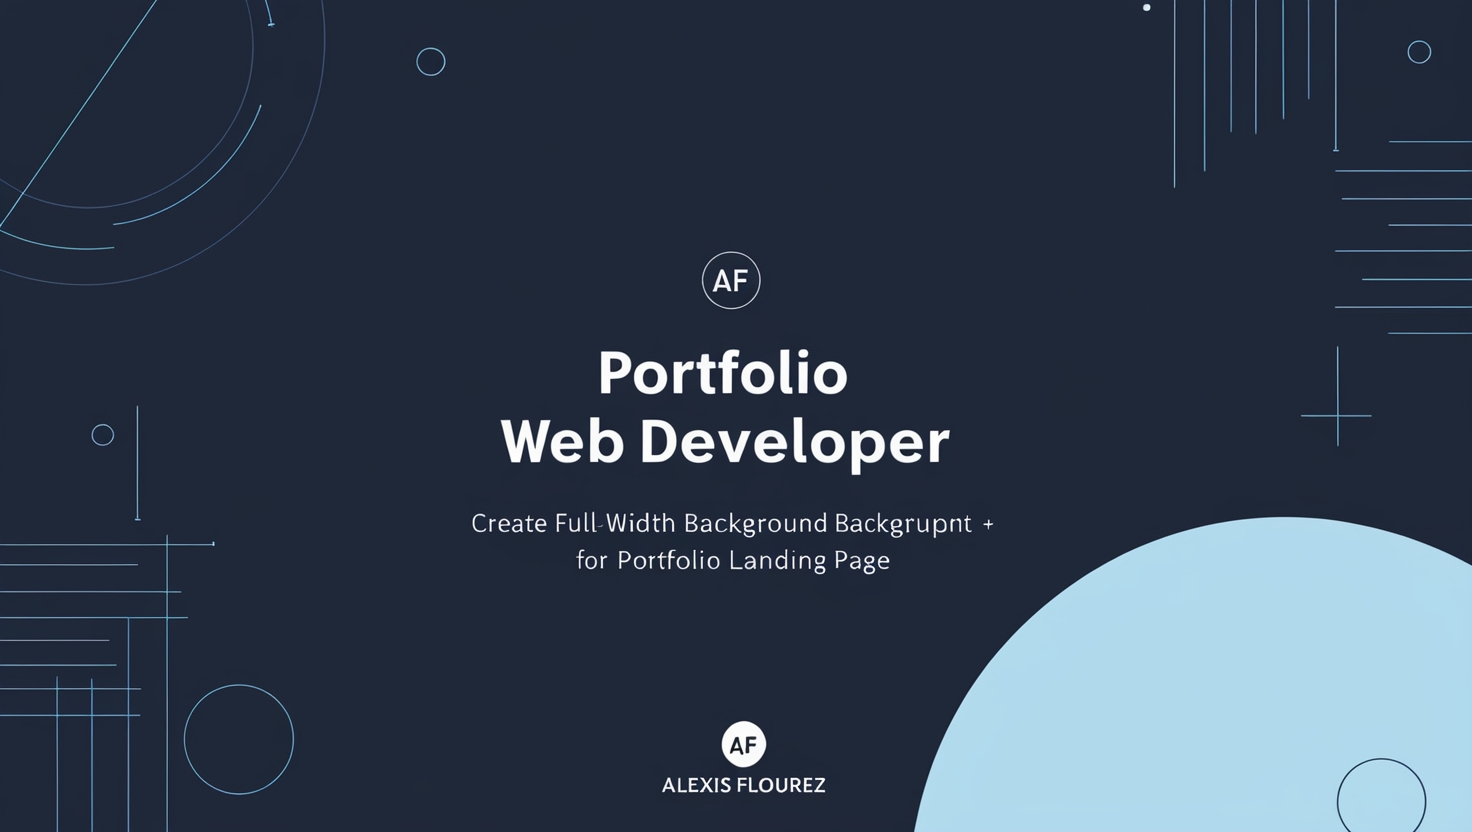 AF
Portfolio
Web Developer
Create Full-Width Background Backgrupnt +
for Portfolio Landing Page
AF
ALEXIS FLOUREZ